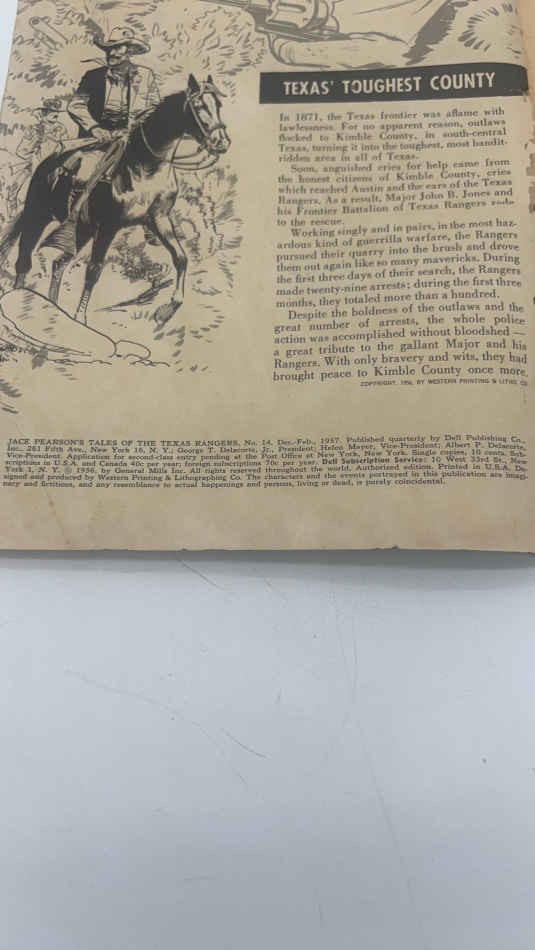 TEXAS' TOUGHEST COUNTY
In 1871, the Texas frontier was aflame with
lawlessness. For no apparent reason, outlaws
flocked to Kimble County, in south-central
Texas, turning it into the toughest, most bandit-
ridden area in all of Texas.
Soon, anguished cries for help came from
the honest citizens of Kimble County, cries
which reached Austin and the ears of the Texas
Rangers. As a result, Major John B. Jones and
his Frontier Battalion of Texas Rangers rode
to the rescue.
Working singly and in pairs, in the most haz-
ardous kind of guerrilla warfare, the Rangers
pursued their quarry into the brush and drove
them out again like so many mavericks. During
the first three days of their search, the Rangers
made twenty-nine arrests; during the first three
months, they totaled more than a hundred.
Despite the boldness of the outlaws and the
great number of arrests, the whole police
action was accomplished without bloodshed —
a great tribute to the gallant Major and his
Rangers. With only bravery and wits, they had
brought peace to Kimble County once more.
COPYRIGHT, 1956, BY WESTERN PRINTING & LITHO. CO.
JACE PEARSON'S TALES OF THE TEXAS RANGERS, No. 14, Dec.-Feb., 1957. Published quarterly by Dell Publishing Co.,
Inc., 261 Fifth Ave., New York 16, N. Y.; George T. Delacorte, Jr., President; Helen Meyer, Vice-President; Albert P. Delacorte,
Vice-President. Application for second-class entry pending at the Post Office at New York, New York. Single copies, 10 cents. Sub-
scriptions in U.S.A. and Canada 40c per year; foreign subscriptions 70c per year. Dell Subscription Service: 10 West 33rd St., New
York 1, N. Y. © 1956, by General Mills Inc. All rights reserved throughout the world. Authorized edition. Printed in U.S.A. De-
signed and produced by Western Printing & Lithographing Co. The characters and the events portrayed in this publication are imagi-
nary and fictitious, and any resemblance to actual happenings and persons, living or dead, is purely coincidental.